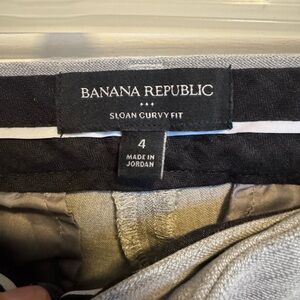 BANANA REPUBLIC
SLOAN CURVY FIT
4
MADE IN
JORDAN